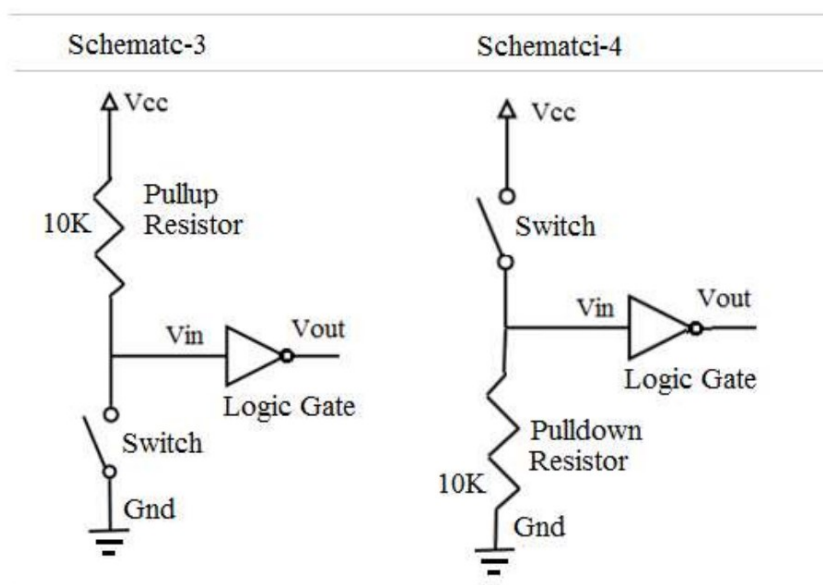 Schematc-3
Vcc
Pullup
10K Resistor
Vin
Vout
Logic Gate
Switch
Gnd
Schematci-4
Vcc
Switch
Vin
Vout
Logic Gate
Pulldown
Resistor
10K
Gnd